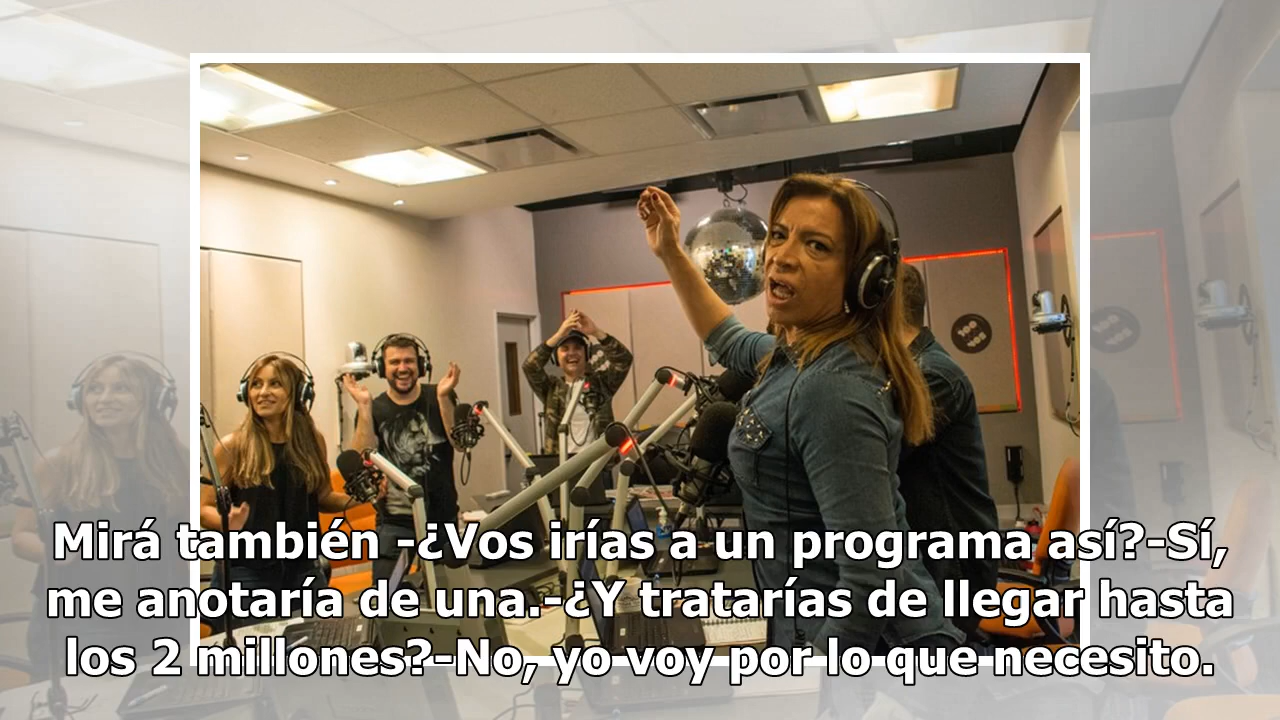 Mirá también -¿Vos irías a un programa así?-Sí,
me anotaría de una.-¿Y tratarías de llegar hasta
los 2 millones?-No, yo voy por lo que necesito.